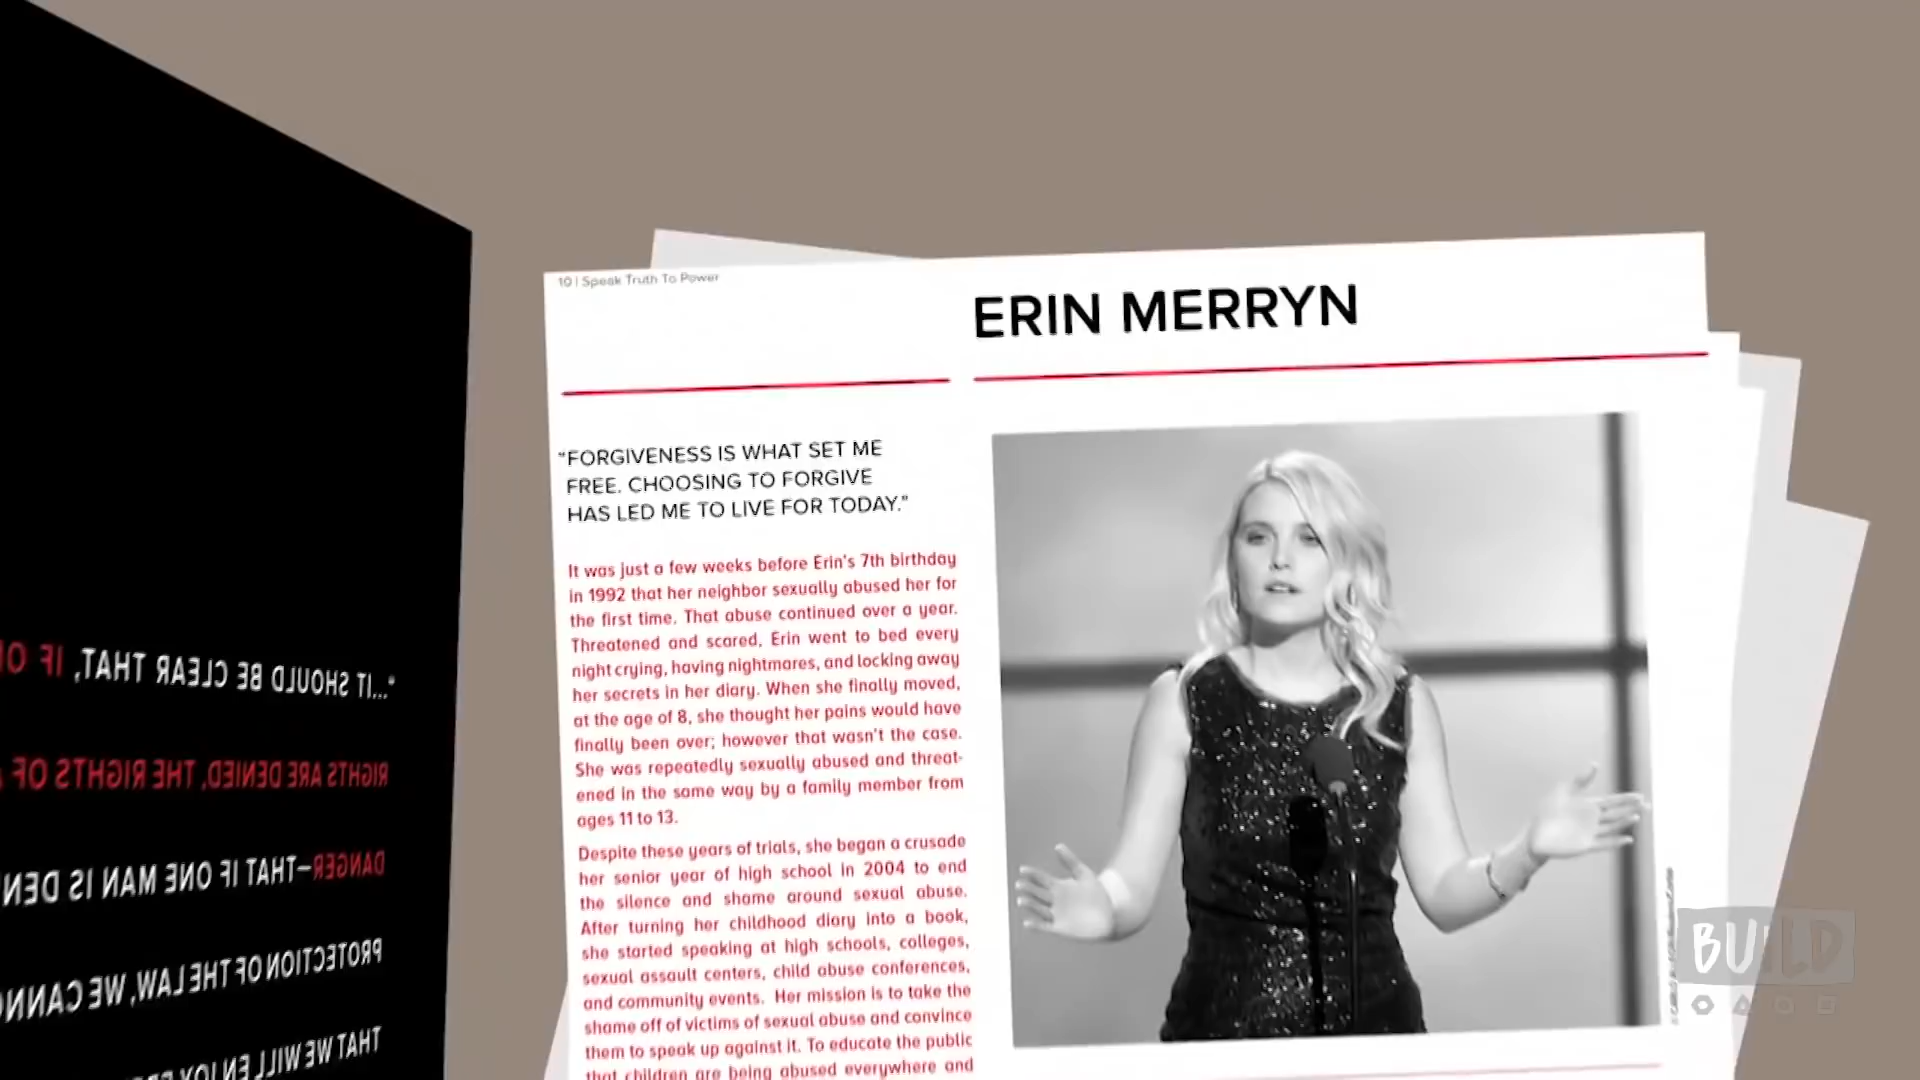 10 | Speak Truth To Power
ERIN MERRYN
"FORGIVENESS IS WHAT SET ME
FREE. CHOOSING TO FORGIVE
HAS LED ME TO LIVE FOR TODAY."
It was just a few weeks before Erin's 7th birthday
in 1992 that her neighbor sexually abused her for
the first time. That abuse continued over a year.
Threatened and scared, Erin went to bed every
night crying, having nightmares, and locking away
her secrets in her diary. When she finally moved,
at the age of 8, she thought her pains would have
finally been over; however that wasn't the case.
She was repeatedly sexually abused and threat-
ened in the same way by a family member from
ages 11 to 13.
Despite these years of trials, she began a crusade
her senior year of high school in 2004 to end
the silence and shame around sexual abuse.
After turning her childhood diary into a book,
she started speaking at high schools, colleges,
sexual assault centers, child abuse conferences,
and community events. Her mission is to take the
shame off of victims of sexual abuse and convince
them to speak up against it. To educate the public
that children are being abused everywhere and
"...IT SHOULD BE CLEAR THAT, IF
RIGHTS ARE DENIED, THE RIGHTS OF
DANGER—THAT IF ONE MAN IS
PROTECTION OF THE LAW, WE
THAT WE WILL ENJOY
BUILD